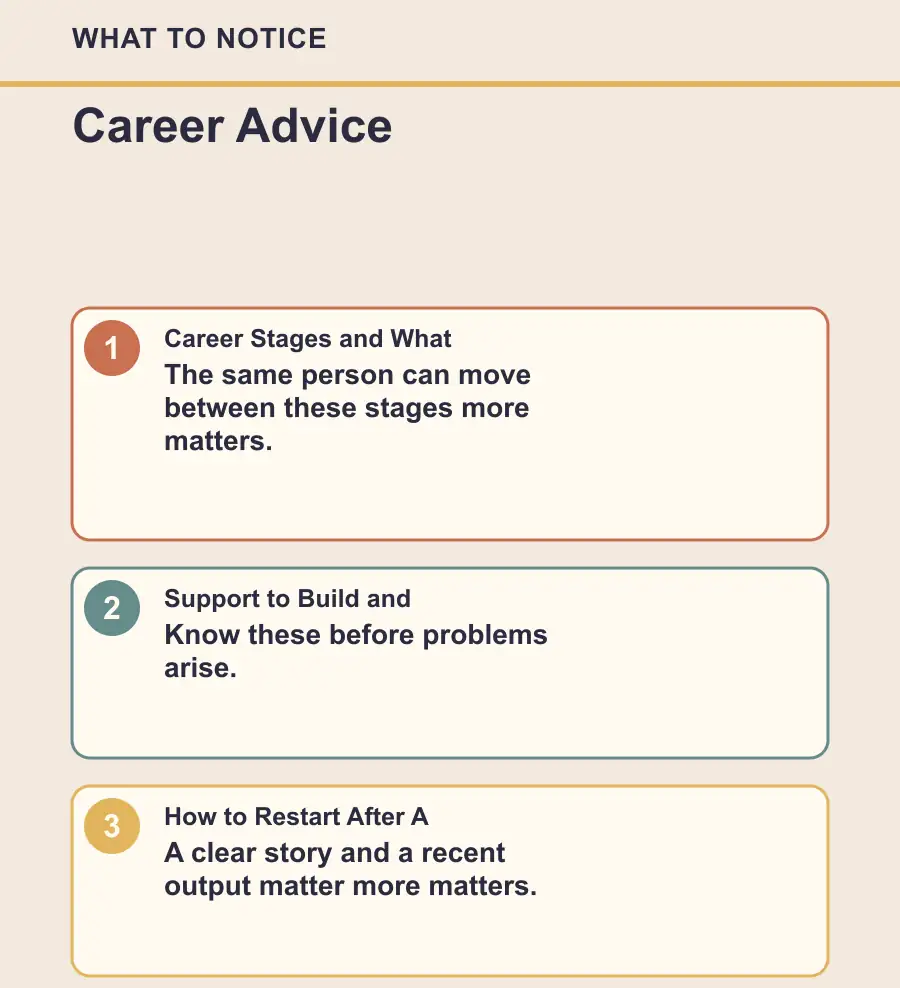 WHAT TO NOTICE
Career Advice
1
Career Stages and What
The same person can move
between these stages more
matters.
2
Support to Build and
Know these before problems
arise.
3
How to Restart After A
A clear story and a recent
output matter more matters.